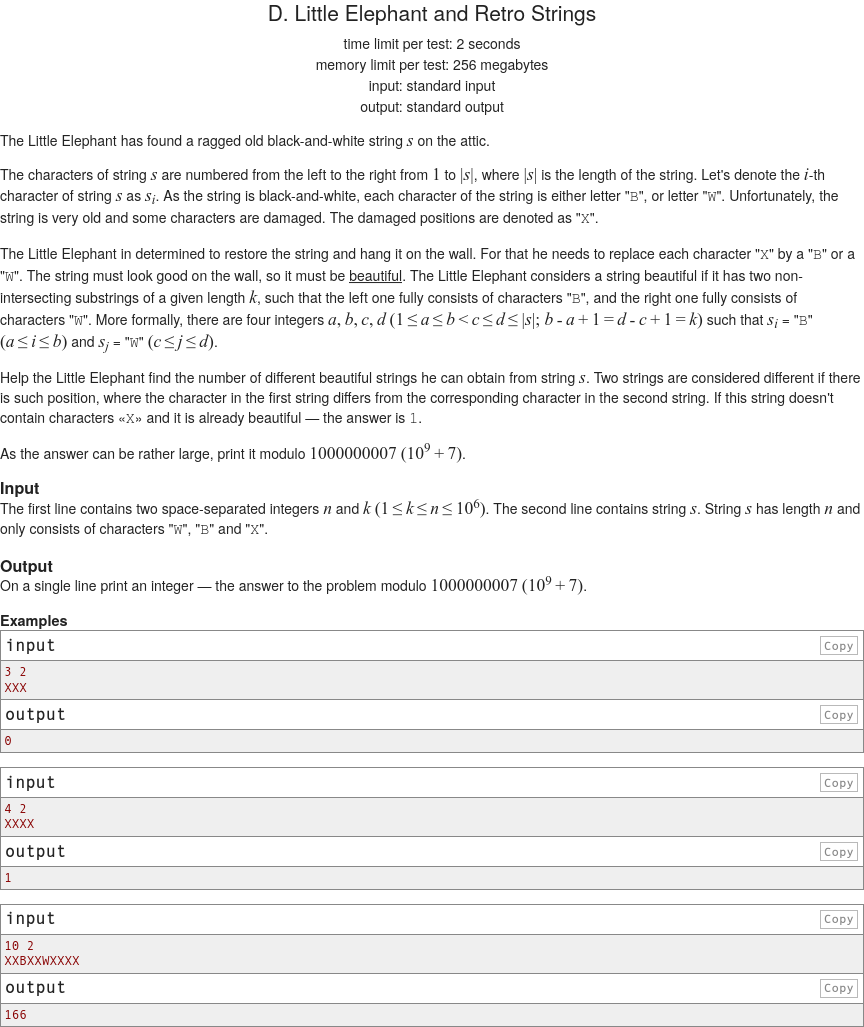 D. Little Elephant and Retro Strings
time limit per test: 2 seconds
memory limit per test: 256 megabytes
input: standard input
output: standard output
The Little Elephant has found a ragged old black-and-white string s on the attic.
The characters of string s are numbered from the left to the right from 1 to |s|, where |s| is the length of the string. Let's denote the i-th
character of string s as s_i. As the string is black-and-white, each character of the string is either letter "B", or letter "W". Unfortunately, the
string is very old and some characters are damaged. The damaged positions are denoted as "X".
The Little Elephant in determined to restore the string and hang it on the wall. For that he needs to replace each character "X" by a "B" or a
"W". The string must look good on the wall, so it must be beautiful. The Little Elephant considers a string beautiful if it has two non-
intersecting substrings of a given length k, such that the left one fully consists of characters "B", and the right one fully consists of
characters "W". More formally, there are four integers a, b, c, d (1 ≤ a ≤ b < c ≤ d ≤ |s|; b - a + 1 = d - c + 1 = k) such that s_i = "B"
(a ≤ i ≤ b) and s_j = "W" (c ≤ j ≤ d).
Help the Little Elephant find the number of different beautiful strings he can obtain from string s. Two strings are considered different if there
is such position, where the character in the first string differs from the corresponding character in the second string. If this string doesn't
contain characters «X» and it is already beautiful — the answer is 1.
As the answer can be rather large, print it modulo 1000000007 (10^9 + 7).
Input
The first line contains two space-separated integers n and k (1 ≤ k ≤ n ≤ 10^6). The second line contains string s. String s has length n and
only consists of characters "W", "B" and "X".
Output
On a single line print an integer — the answer to the problem modulo 1000000007 (10^9 + 7).
Examples
input Copy
3 2
XXX
output Copy
0
input Copy
4 2
XXXX
output Copy
1
input Copy
10 2
XXBXXWXXXX
output Copy
166